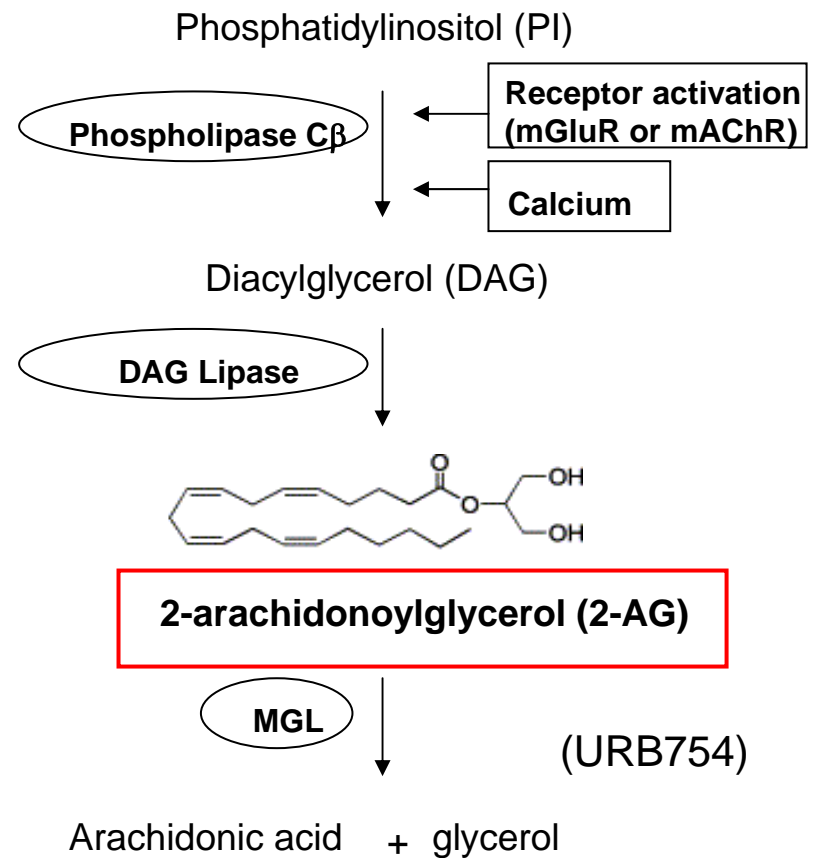 Phosphatidylinositol (PI)
Receptor activation
(mGluR or mAChR)
Phospholipase Cβ
Calcium
Diacylglycerol (DAG)
DAG Lipase
O
OH
O
OH
2-arachidonoylglycerol (2-AG)
MGL
(URB754)
Arachidonic acid + glycerol